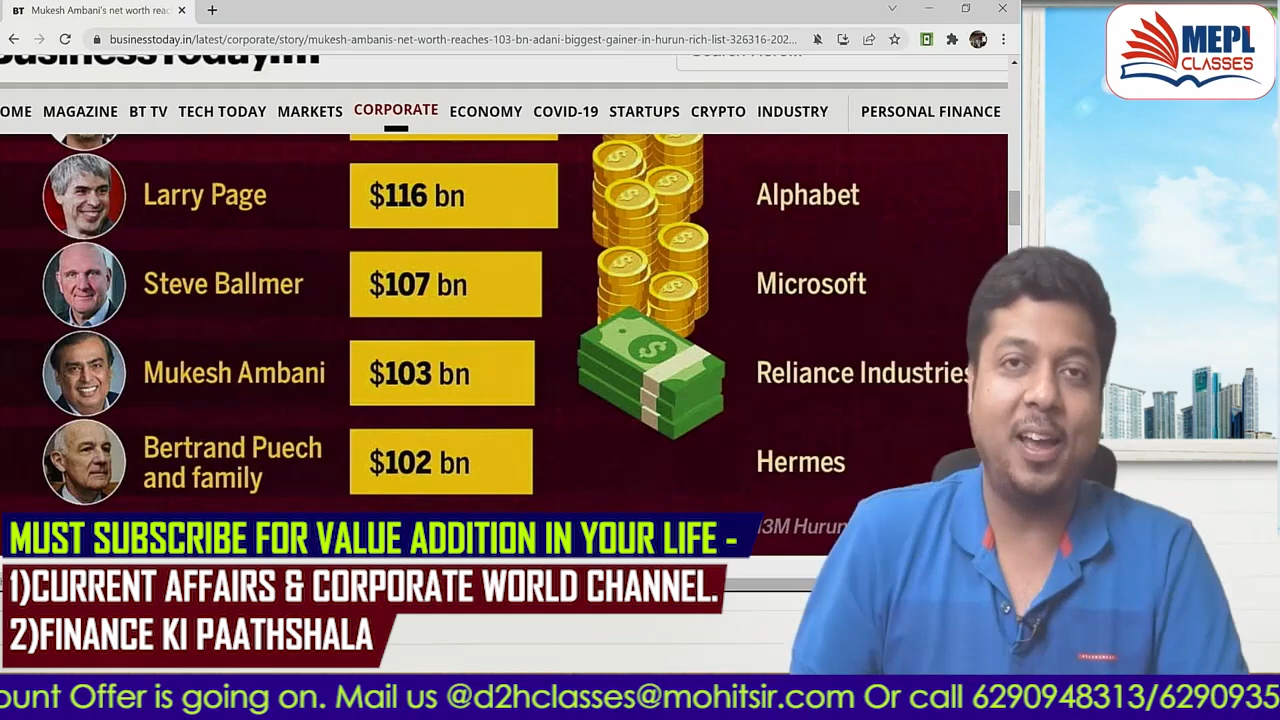 BT Mukesh Ambani's net worth reac
businesstoday.in/latest/corporate/story/mukesh-ambanis-net-worth-reaches-103-
-biggest-gainer-in-hurun-rich-list-326316-202...
MEPL
CLASSES
OME MAGAZINE BT TV TECH TODAY MARKETS CORPORATE ECONOMY COVID-19 STARTUPS CRYPTO INDUSTRY PERSONAL FINANCE
Larry Page $116 bn Alphabet
Steve Ballmer $107 bn Microsoft
Mukesh Ambani $103 bn Reliance Industries
Bertrand Puech
and family $102 bn Hermes
MUST SUBSCRIBE FOR VALUE ADDITION IN YOUR LIFE -
1)CURRENT AFFAIRS & CORPORATE WORLD CHANNEL.
2)FINANCE KI PAATHSHALA
ount Offer is going on. Mail us @d2hclasses@mohitsir.com Or call 6290948313/6290935